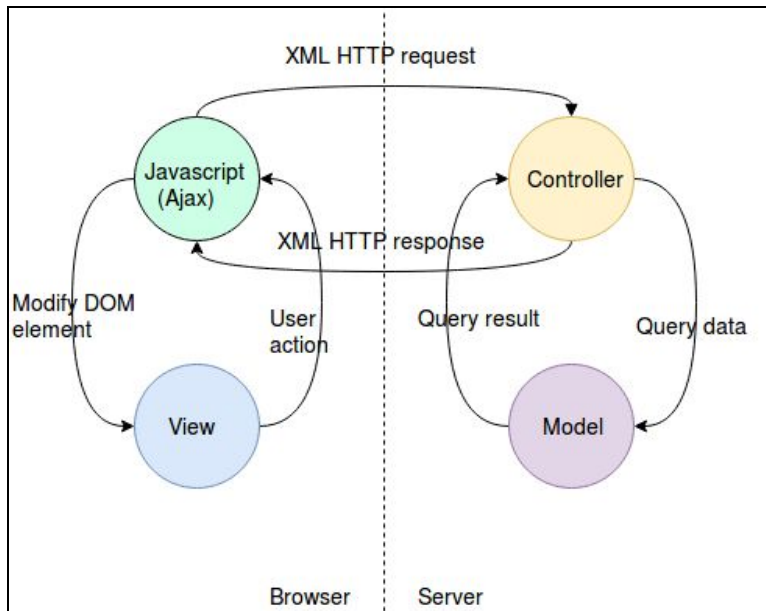 XML HTTP request
Javascript
(Ajax)
Controller
XML HTTP response
Modify DOM
element
User
action
Query result
Query data
View
Model
Browser
Server